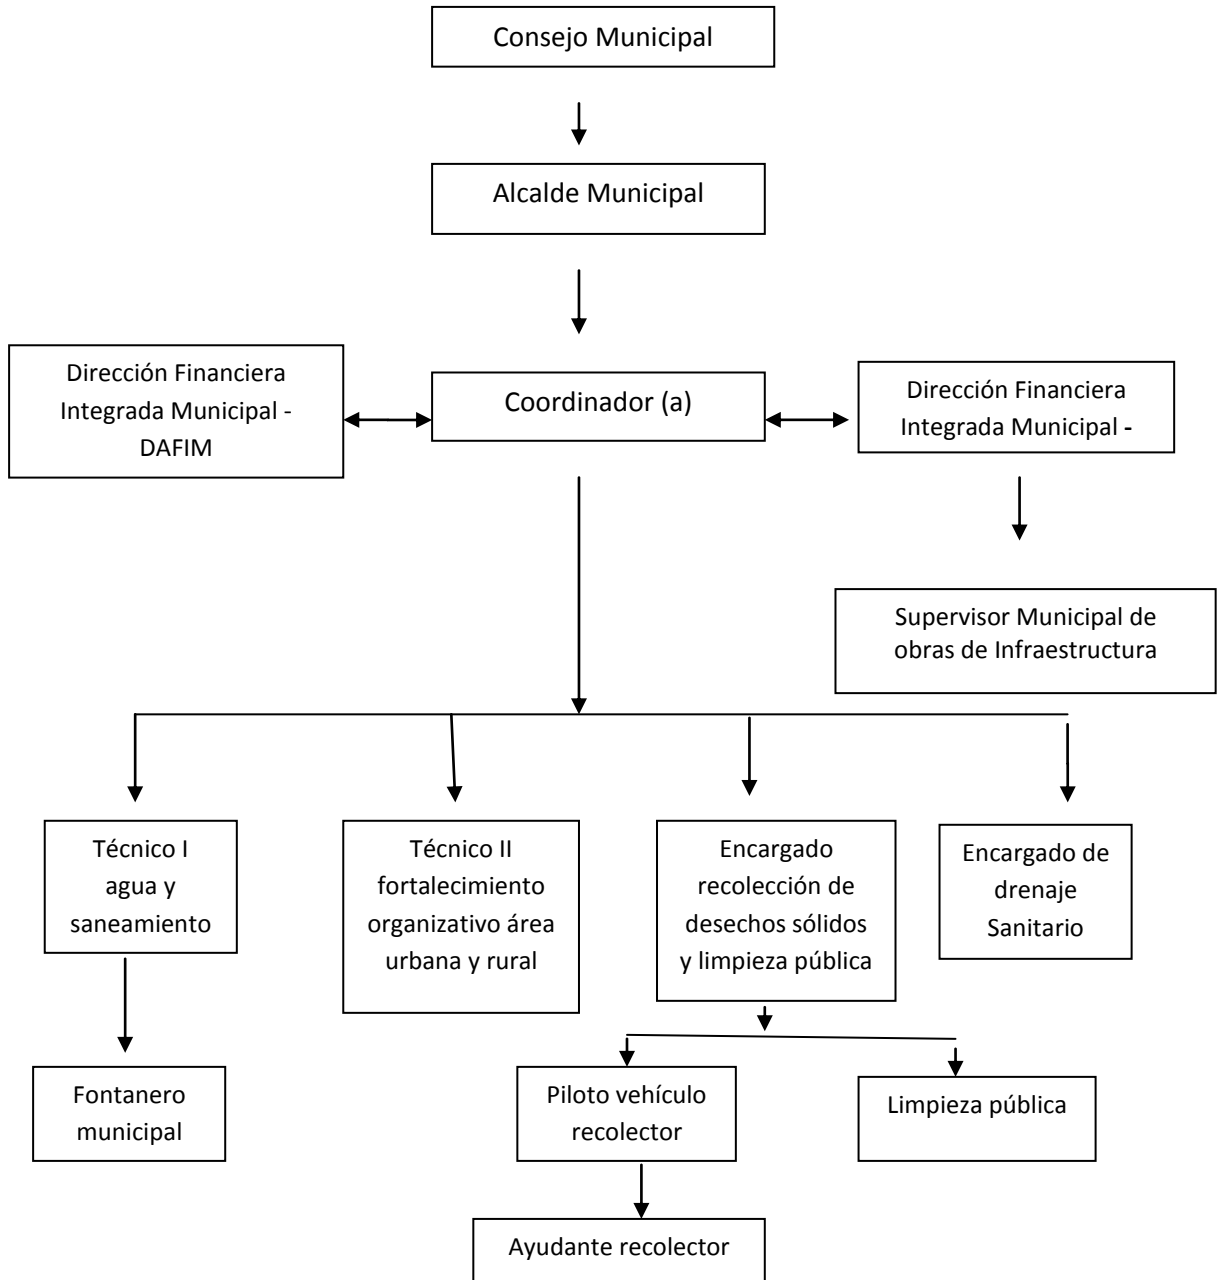 Consejo Municipal
Alcalde Municipal
Dirección Financiera
Integrada Municipal -
DAFIM
Coordinador (a)
Dirección Financiera
Integrada Municipal -
Supervisor Municipal de
obras de Infraestructura
Técnico I
agua y
saneamiento
Técnico II
fortalecimiento
organizativo área
urbana y rural
Encargado
recolección de
desechos sólidos
y limpieza pública
Encargado de
drenaje
Sanitario
Fontanero
municipal
Piloto vehículo
recolector
Limpieza pública
Ayudante recolector